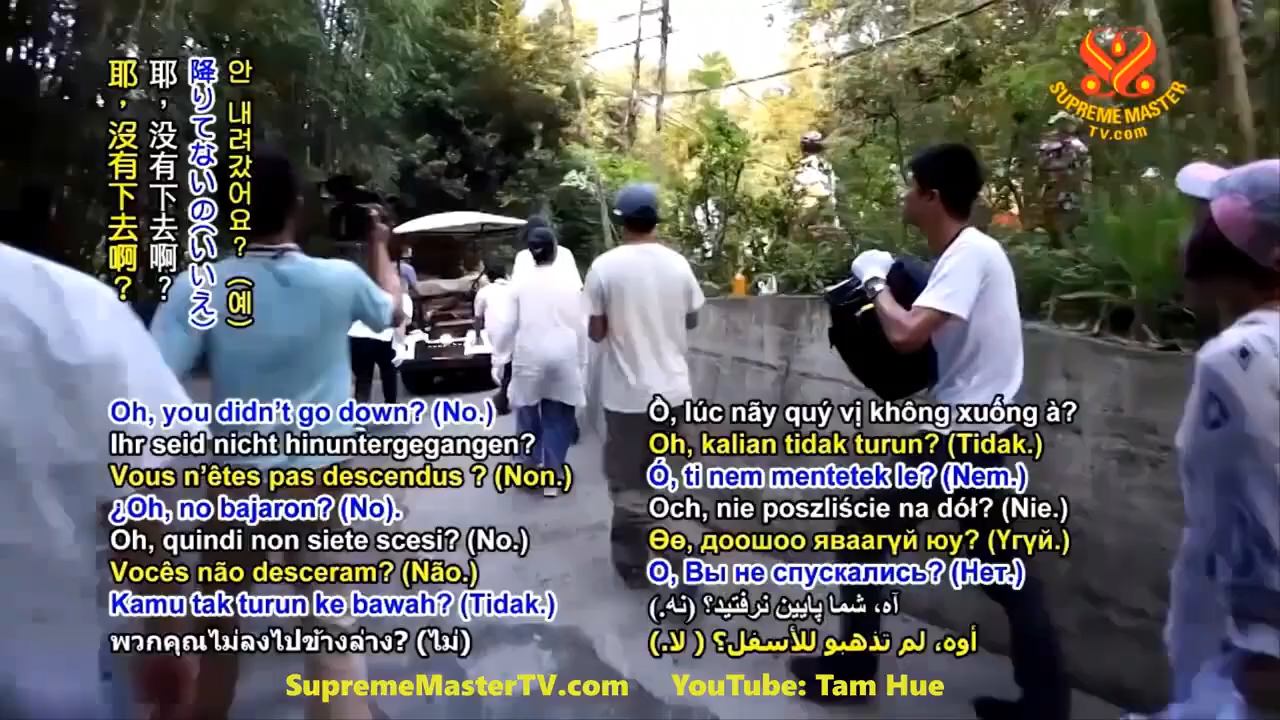 안 내려갔어요? (예)
降りてないの(いいえ)
耶，没有下去啊？
耶，沒有下去啊？
SUPREME MASTER
TV.com
Oh, you didn't go down? (No.)
Ihr seid nicht hinuntergegangen?
Vous n'êtes pas descendus ? (Non.)
¿Oh, no bajaron? (No).
Oh, quindi non siete scesi? (No.)
Vocês não desceram? (Não.)
Kamu tak turun ke bawah? (Tidak.)
พวกคุณไม่ลงไปข้างล่าง? (ไม่)
Ồ, lúc nãy quý vị không xuống à?
Oh, kalian tidak turun? (Tidak.)
Ó, ti nem mentetek le? (Nem.)
Och, nie poszliście na dół? (Nie.)
Өө, доошоо яваагүй юу? (Үгүй.)
О, Вы не спускались? (Нет.)
آه، شما پایین نرفتید؟ (نه.)
أوه، لم تذهبو للأسفل؟ ( لا.)
SupremeMasterTV.com YouTube: Tam Hue